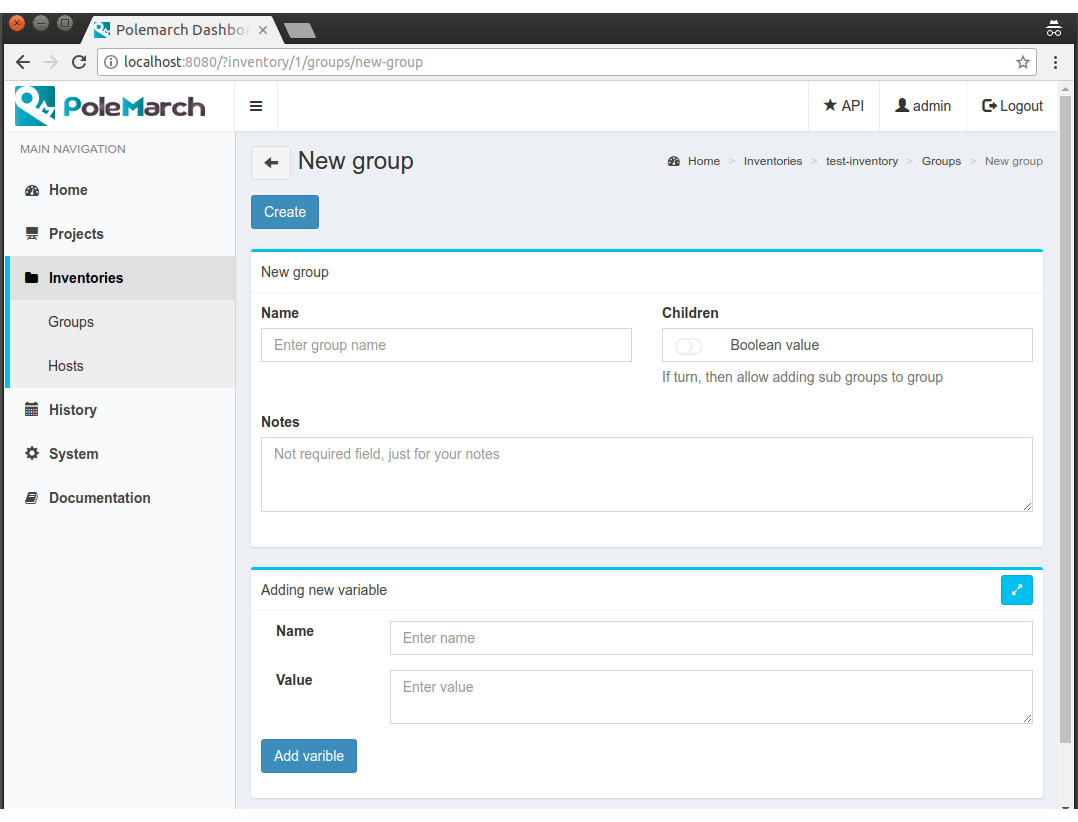 Polemarch Dashboa
localhost:8080/?inventory/1/groups/new-group
PoleMarch
API
admin
Logout
MAIN NAVIGATION
Home
Projects
Inventories
Groups
Hosts
History
System
Documentation
New group
Home > Inventories > test-inventory > Groups > New group
Create
New group
Name
Enter group name
Children
Boolean value
If turn, then allow adding sub groups to group
Notes
Not required field, just for your notes
Adding new variable
Name
Enter name
Value
Enter value
Add varible